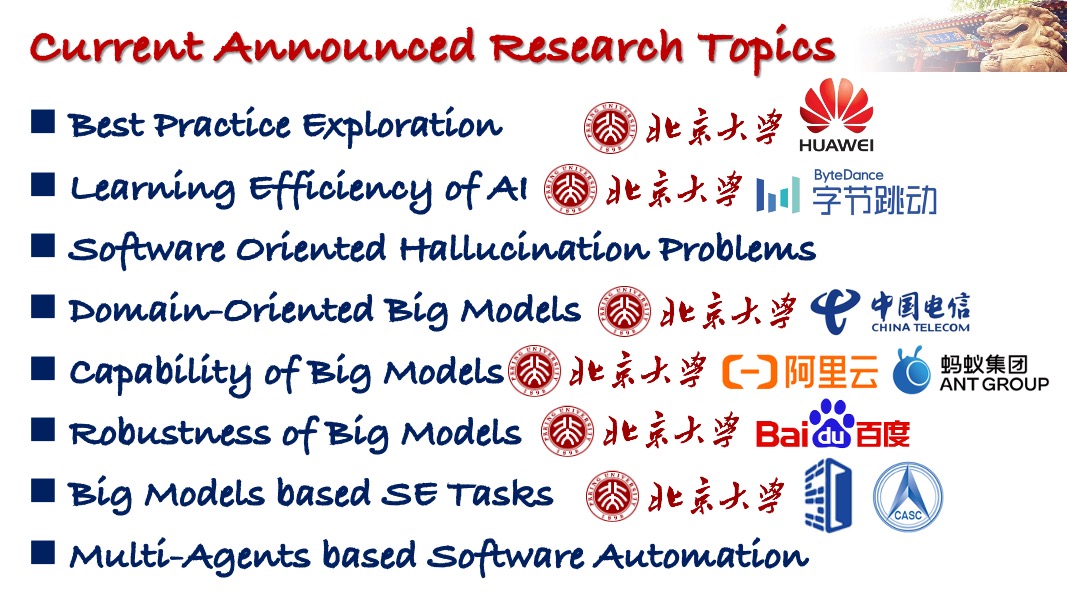 Current Announced Research Topics
Best Practice Exploration 北京大学 HUAWEI
Learning Efficiency of AI 北京大学 ByteDance 字节跳动
Software Oriented Hallucination Problems
Domain-Oriented Big Models 北京大学 中国电信 CHINA TELECOM
Capability of Big Models 北京大学 阿里云 蚂蚁集团 ANT GROUP
Robustness of Big Models 北京大学 Bai du 百度
Big Models based SE Tasks 北京大学 CASC
Multi-Agents based Software Automation